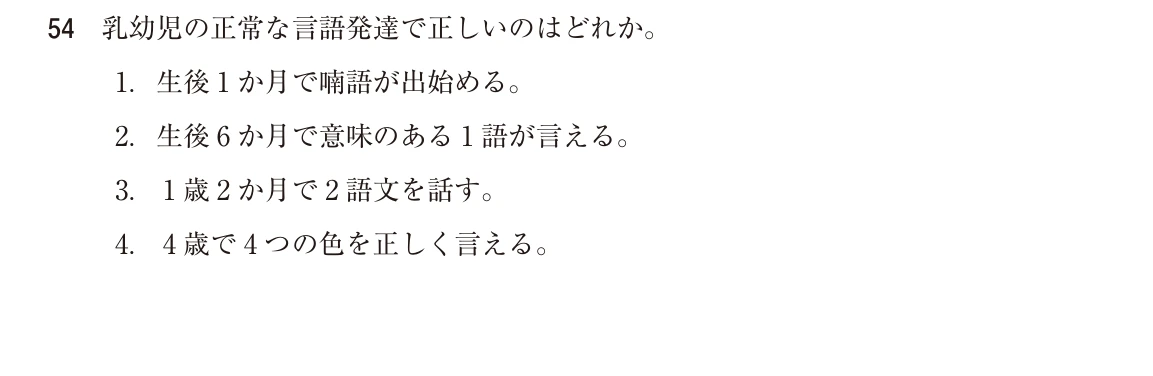 54 乳幼児の正常な言語発達で正しいのはどれか。
1. 生後1か月で喃語が出始める。
2. 生後6か月で意味のある1語が言える。
3. 1歳2か月で2語文を話す。
4. 4歳で4つの色を正しく言える。